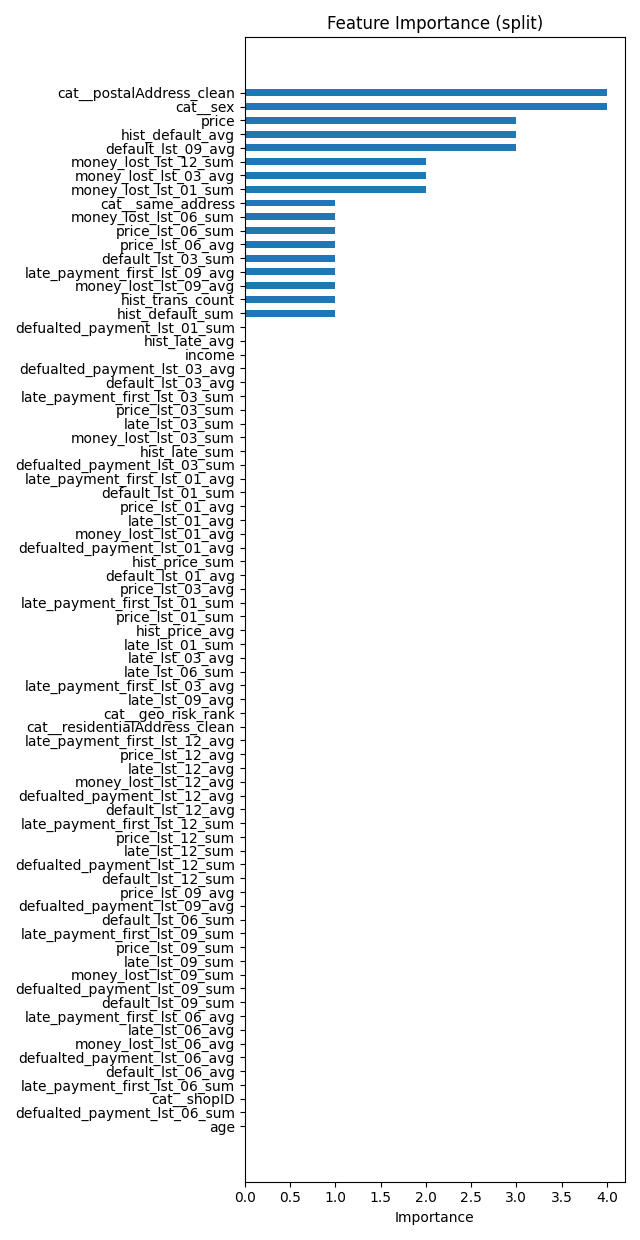 Feature Importance (split)
cat__postalAddress_clean
cat__sex
price
hist_default_avg
default_lst_09_avg
money_lost_lst_12_sum
money_lost_lst_03_avg
money_lost_lst_01_sum
cat__same_address
money_lost_lst_06_sum
price_lst_06_sum
price_lst_06_avg
default_lst_03_sum
late_payment_first_lst_09_avg
money_lost_lst_09_avg
hist_trans_count
hist_default_sum
defualted_payment_lst_01_sum
hist_late_avg
income
defualted_payment_lst_03_avg
default_lst_03_avg
late_payment_first_lst_03_sum
price_lst_03_sum
late_lst_03_sum
money_lost_lst_03_sum
hist_late_sum
defualted_payment_lst_03_sum
late_payment_first_lst_01_avg
default_lst_01_sum
price_lst_01_avg
late_lst_01_avg
money_lost_lst_01_avg
defualted_payment_lst_01_avg
hist_price_sum
default_lst_01_avg
price_lst_03_avg
late_payment_first_lst_01_sum
price_lst_01_sum
hist_price_avg
late_lst_01_sum
late_lst_03_avg
late_lst_06_sum
late_payment_first_lst_03_avg
late_lst_09_avg
cat__geo_risk_rank
cat__residentialAddress_clean
late_payment_first_lst_12_avg
price_lst_12_avg
late_lst_12_avg
money_lost_lst_12_avg
defualted_payment_lst_12_avg
default_lst_12_avg
late_payment_first_lst_12_sum
price_lst_12_sum
late_lst_12_sum
defualted_payment_lst_12_sum
default_lst_12_sum
price_lst_09_avg
defualted_payment_lst_09_avg
default_lst_06_sum
late_payment_first_lst_09_sum
price_lst_09_sum
late_lst_09_sum
money_lost_lst_09_sum
defualted_payment_lst_09_sum
default_lst_09_sum
late_payment_first_lst_06_avg
late_lst_06_avg
money_lost_lst_06_avg
defualted_payment_lst_06_avg
default_lst_06_avg
late_payment_first_lst_06_sum
cat__shopID
defualted_payment_lst_06_sum
age
0.0 0.5 1.0 1.5 2.0 2.5 3.0 3.5 4.0
Importance